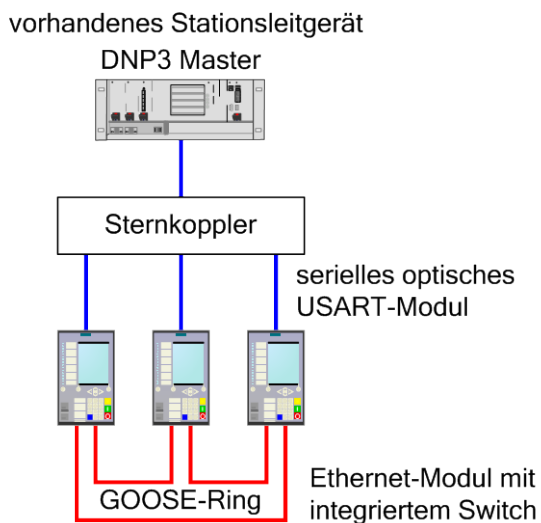 vorhandenes Stationsleitgerät
DNP3 Master
Sternkoppler
serielles optisches
USART-Modul
GOOSE-Ring
Ethernet-Modul mit
integriertem Switch